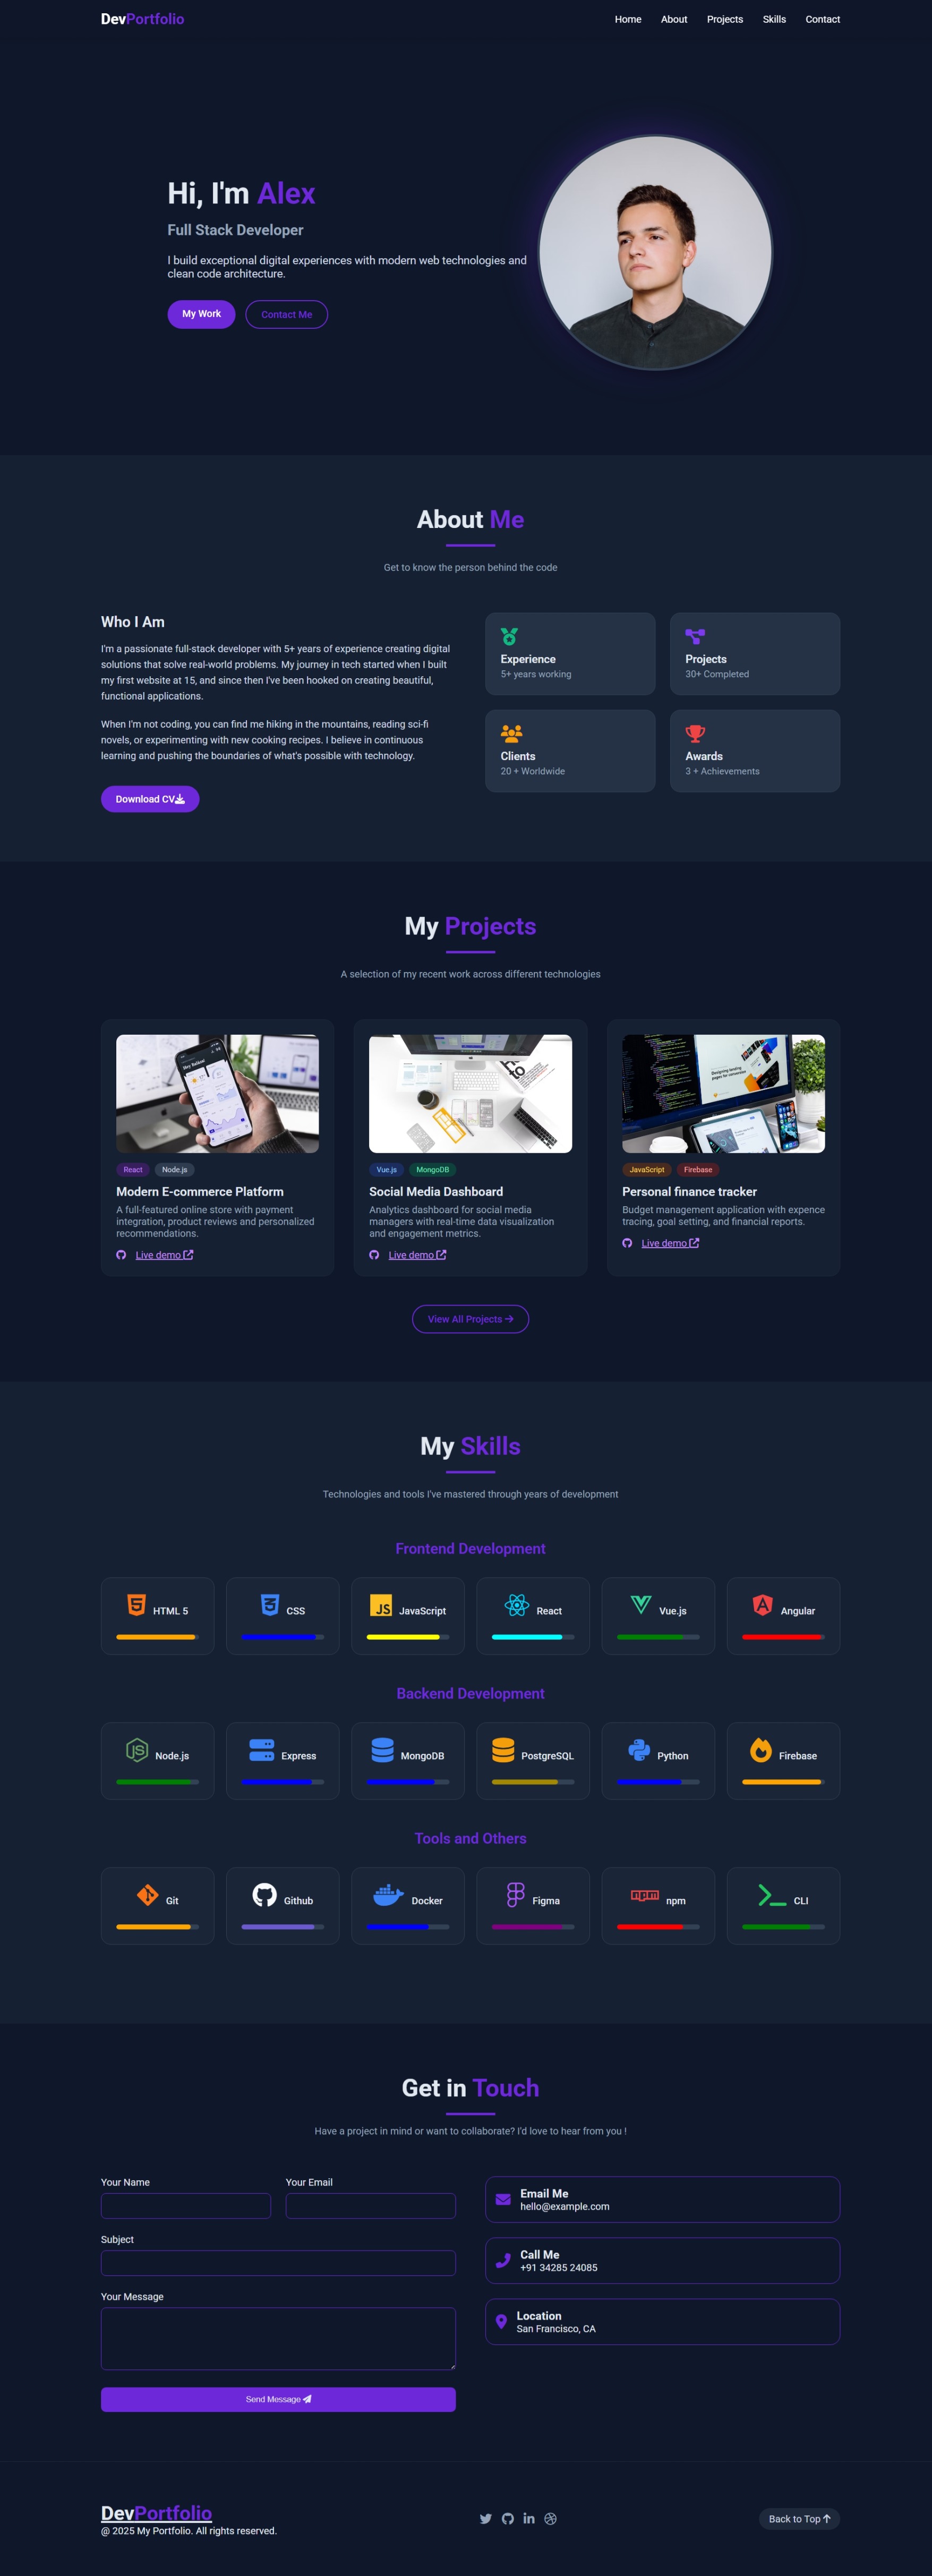 DevPortfolio
Home About Projects Skills Contact
Hi, I'm Alex
Full Stack Developer
I build exceptional digital experiences with modern web technologies and
clean code architecture.
My Work Contact Me
About Me
Get to know the person behind the code
Who I Am
I'm a passionate full-stack developer with 5+ years of experience creating digital
solutions that solve real-world problems. My journey in tech started when I built
my first website at 15, and since then I've been hooked on creating beautiful,
functional applications.
When I'm not coding, you can find me hiking in the mountains, reading sci-fi
novels, or experimenting with new cooking recipes. I believe in continuous
learning and pushing the boundaries of what's possible with technology.
Download CV
Experience
5+ years working
Projects
30+ Completed
Clients
20 + Worldwide
Awards
3 + Achievements
My Projects
A selection of my recent work across different technologies
React Node.js
Modern E-commerce Platform
A full-featured online store with payment
integration, product reviews and personalized
recommendations.
Live demo
Vue.js MongoDB
Social Media Dashboard
Analytics dashboard for social media
managers with real-time data visualization
and engagement metrics.
Live demo
JavaScript Firebase
Personal finance tracker
Budget management application with expence
tracing, goal setting, and financial reports.
Live demo
View All Projects
My Skills
Technologies and tools I've mastered through years of development
Frontend Development
HTML 5 CSS JavaScript React Vue.js Angular
Backend Development
Node.js Express MongoDB PostgreSQL Python Firebase
Tools and Others
Git Github Docker Figma npm CLI
Get in Touch
Have a project in mind or want to collaborate? I'd love to hear from you !
Your Name Your Email
Subject
Your Message
Send Message
Email Me
hello@example.com
Call Me
+91 34285 24085
Location
San Francisco, CA
DevPortfolio
@ 2025 My Portfolio. All rights reserved.
Back to Top